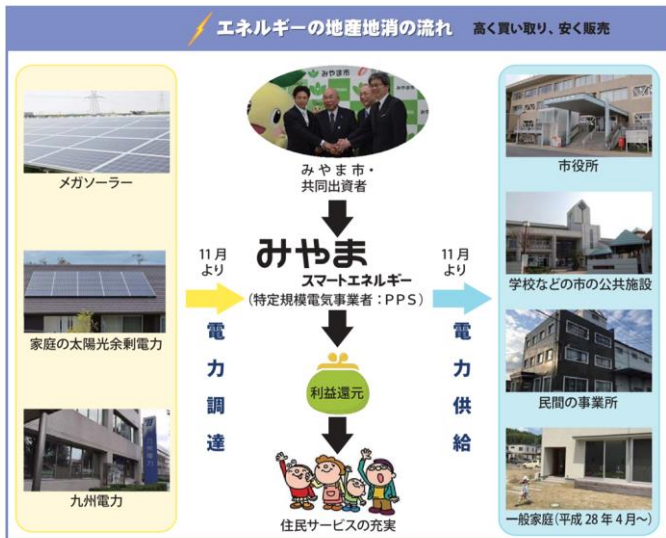 エネルギーの地産地消の流れ 高く買い取り、安く販売
メガソーラー
家庭の太陽光余剰電力
九州電力
11月
より
電力調達
みやま市・
共同出資者
みやま
スマートエネルギー
(特定規模電気事業者:PPS)
利益還元
住民サービスの充実
11月
より
電力供給
市役所
学校などの市の公共施設
民間の事業所
一般家庭(平成28年4月〜)